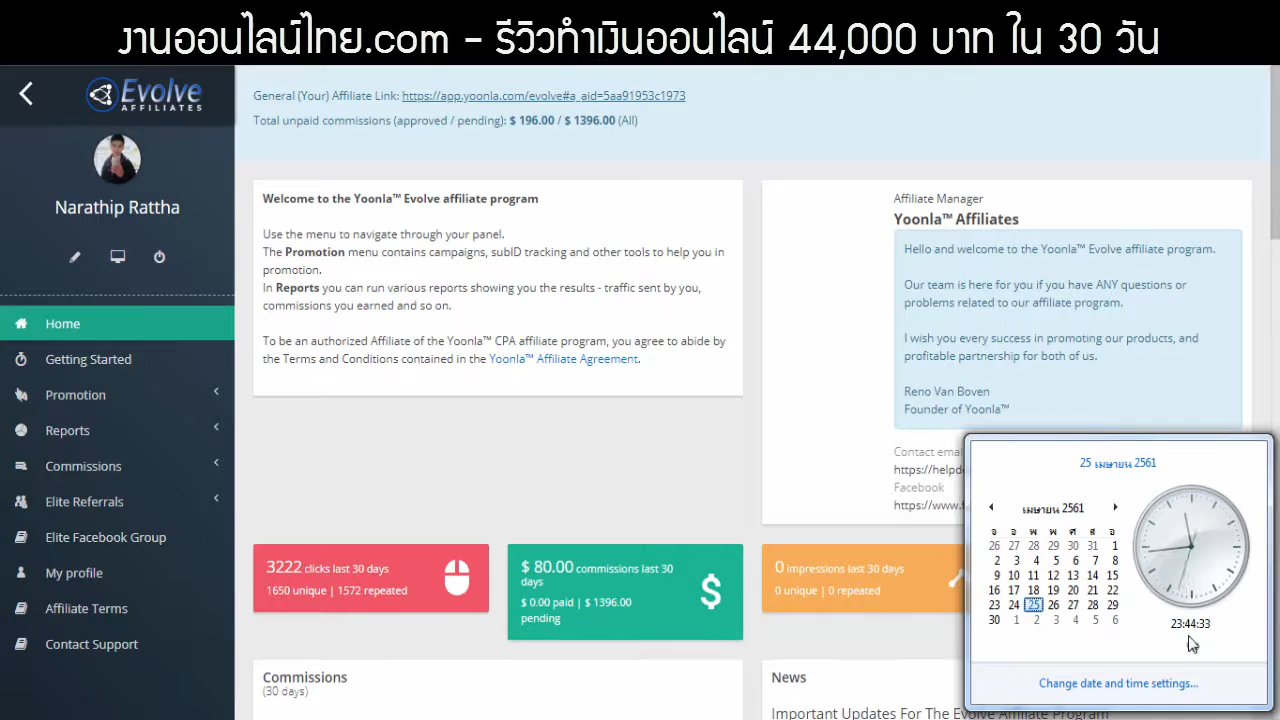 งานออนไลน์ไทย.com - รีวิวทำเงินออนไลน์ 44,000 บาท ใน 30 วัน
Evolve
AFFILIATES
Narathip Rattha
Home
Getting Started
Promotion
Reports
Commissions
Elite Referrals
Elite Facebook Group
My profile
Affiliate Terms
Contact Support
General (Your) Affiliate Link: https://app.yoonla.com/evolve#a_aid=5aa91953c1973
Total unpaid commissions (approved / pending): $ 196.00 / $ 1396.00 (All)
Welcome to the Yoonla™ Evolve affiliate program
Use the menu to navigate through your panel.
The Promotion menu contains campaigns, subID tracking and other tools to help you in
promotion.
In Reports you can run various reports showing you the results - traffic sent by you,
commissions you earned and so on.
To be an authorized Affiliate of the Yoonla™ CPA affiliate program, you agree to abide by
the Terms and Conditions contained in the Yoonla™ Affiliate Agreement.
Affiliate Manager
Yoonla™ Affiliates
Hello and welcome to the Yoonla™ Evolve affiliate program.
Our team is here for you if you have ANY questions or
problems related to our affiliate program.
I wish you every success in promoting our products, and
profitable partnership for both of us.
Reno Van Boven
Founder of Yoonla™
Contact emai
https://helpde
Facebook
https://www.f
3222 clicks last 30 days
1650 unique | 1572 repeated
$ 80.00 commissions last 30
days
$ 0.00 paid | $ 1396.00
pending
0 impressions last 30 days
0 unique | 0 repeated
Commissions
(30 days)
News
Important Updates For The Evolve Affiliate Program
25 เมษายน 2561
เมษายน 2561
จ อ พ พ ศ ส อ
26 27 28 29 30 31 1
2 3 4 5 6 7 8
9 10 11 12 13 14 15
16 17 18 19 20 21 22
23 24 25 26 27 28 29
30 1 2 3 4 5 6
23:44:33
Change date and time settings...